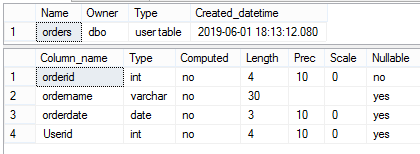 Name Owner Type Created_datetime
1 orders dbo user table 2019-06-01 18:13:12.080
Column_name Type Computed Length Prec Scale Nullable
1 orderid int no 4 10 0 no
2 ordername varchar no 30 yes
3 orderdate date no 3 10 0 yes
4 Userid int no 4 10 0 yes